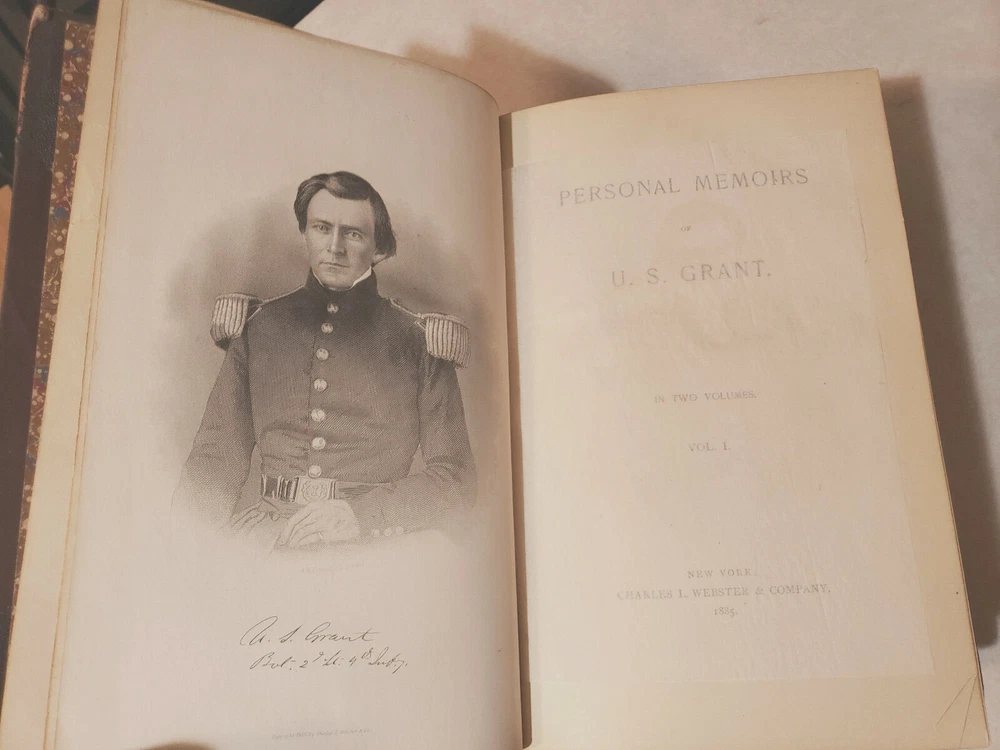 U. S. Grant
Bvt. 2d Lt. 4th Infy.
PERSONAL MEMOIRS
OF
U. S. GRANT.
IN TWO VOLUMES.
VOL. I.
NEW YORK:
CHARLES L. WEBSTER & COMPANY.
1885.